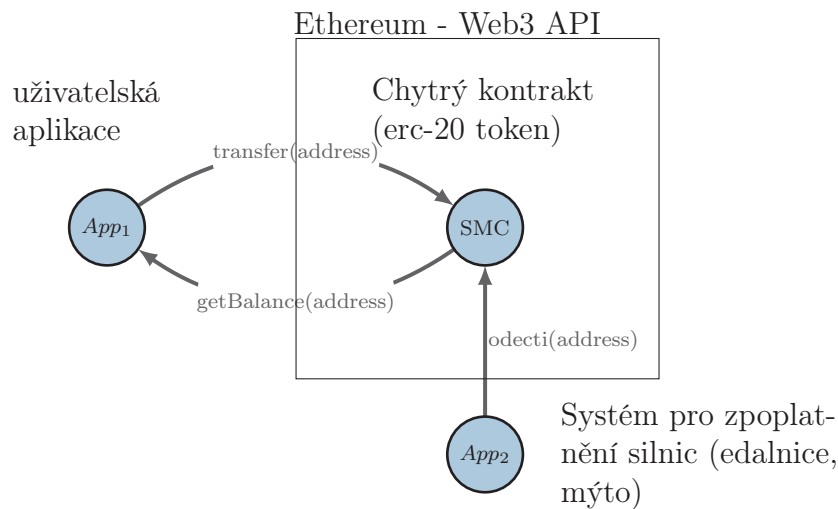 Ethereum - Web3 API
uživatelská
aplikace
Chytrý kontrakt
(erc-20 token)
transfer(address)
App1
SMC
getBalance(address)
odecti(address)
App2
Systém pro zpoplat-
nění silnic (edalnice,
mýto)